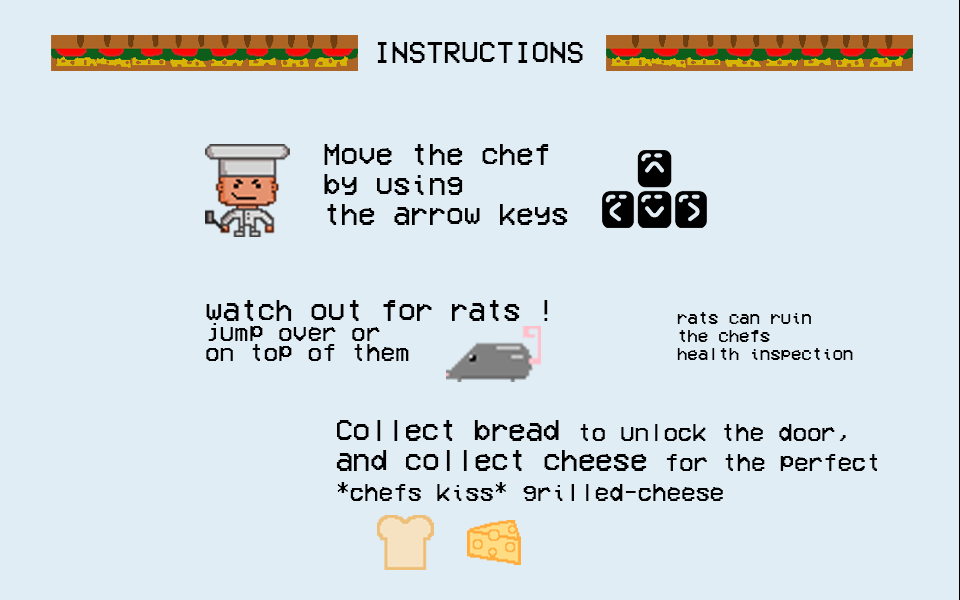 INSTRUCTIONS
Move the chef
by using
the arrow keys
watch out for rats !
jump over or
on top of them
rats can ruin
the chefs
health inspection
Collect bread to unlock the door,
and collect cheese for the perfect
*chefs kiss* grilled-cheese